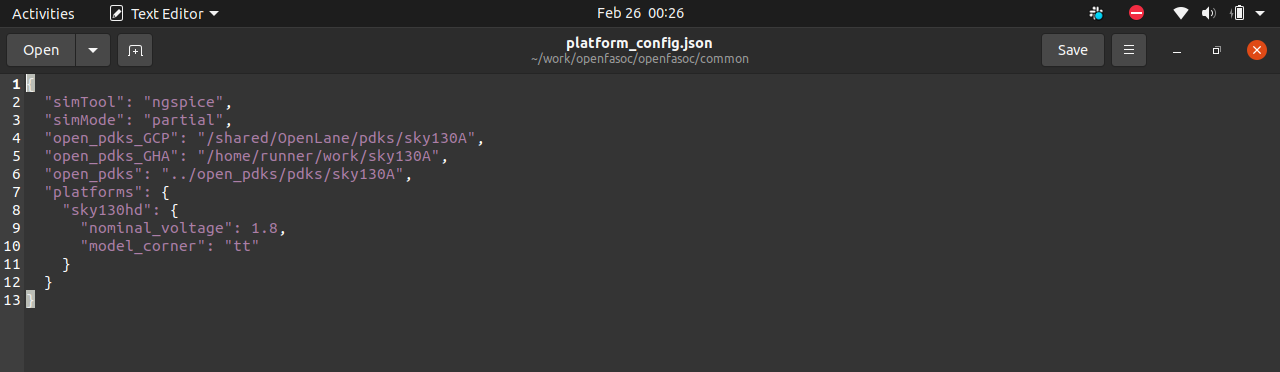 Activities Text Editor Feb 26 00:26
Open platform_config.json Save
~/work/openfasoc/openfasoc/common
1 {
2   "simTool": "ngspice",
3   "simMode": "partial",
4   "open_pdks_GCP": "/shared/OpenLane/pdks/sky130A",
5   "open_pdks_GHA": "/home/runner/work/sky130A",
6   "open_pdks": "../open_pdks/pdks/sky130A",
7   "platforms": {
8     "sky130hd": {
9       "nominal_voltage": 1.8,
10       "model_corner": "tt"
11     }
12   }
13 }